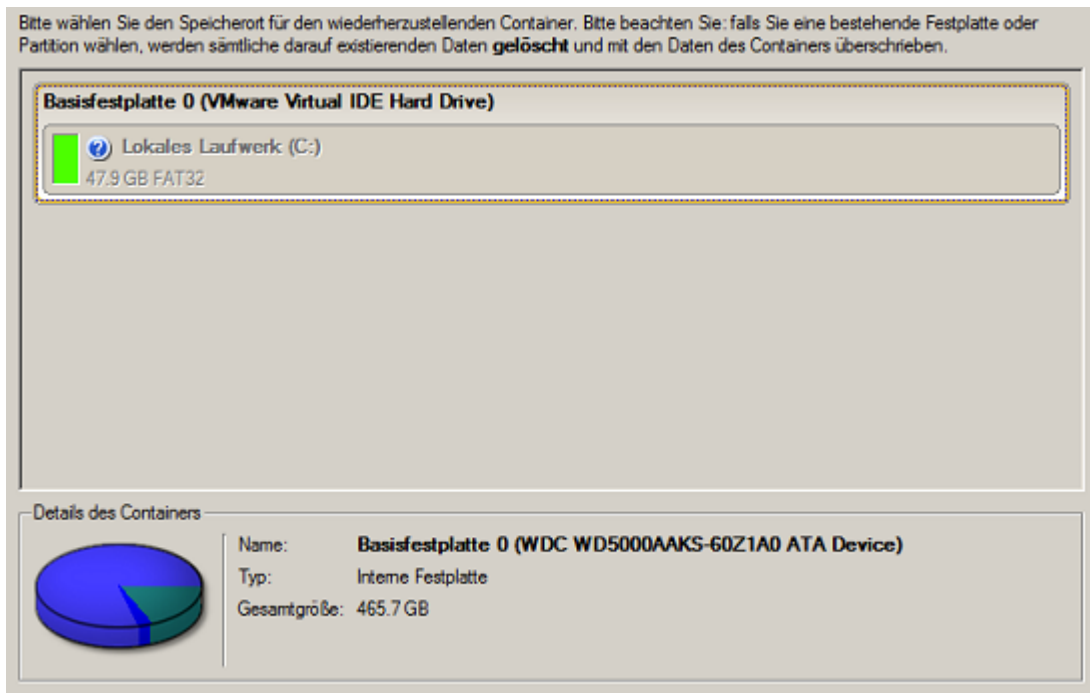 Bitte wählen Sie den Speicherort für den wiederherzustellenden Container. Bitte beachten Sie: falls Sie eine bestehende Festplatte oder
Partition wählen, werden sämtliche darauf existierenden Daten gelöscht und mit den Daten des Containers überschrieben.
Basisfestplatte 0 (VMware Virtual IDE Hard Drive)
Lokales Laufwerk (C:)
47.9 GB FAT32
Details des Containers
Name: Basisfestplatte 0 (WDC WD5000AAKS-60Z1A0 ATA Device)
Typ: Interne Festplatte
Gesamtgröße: 465.7 GB